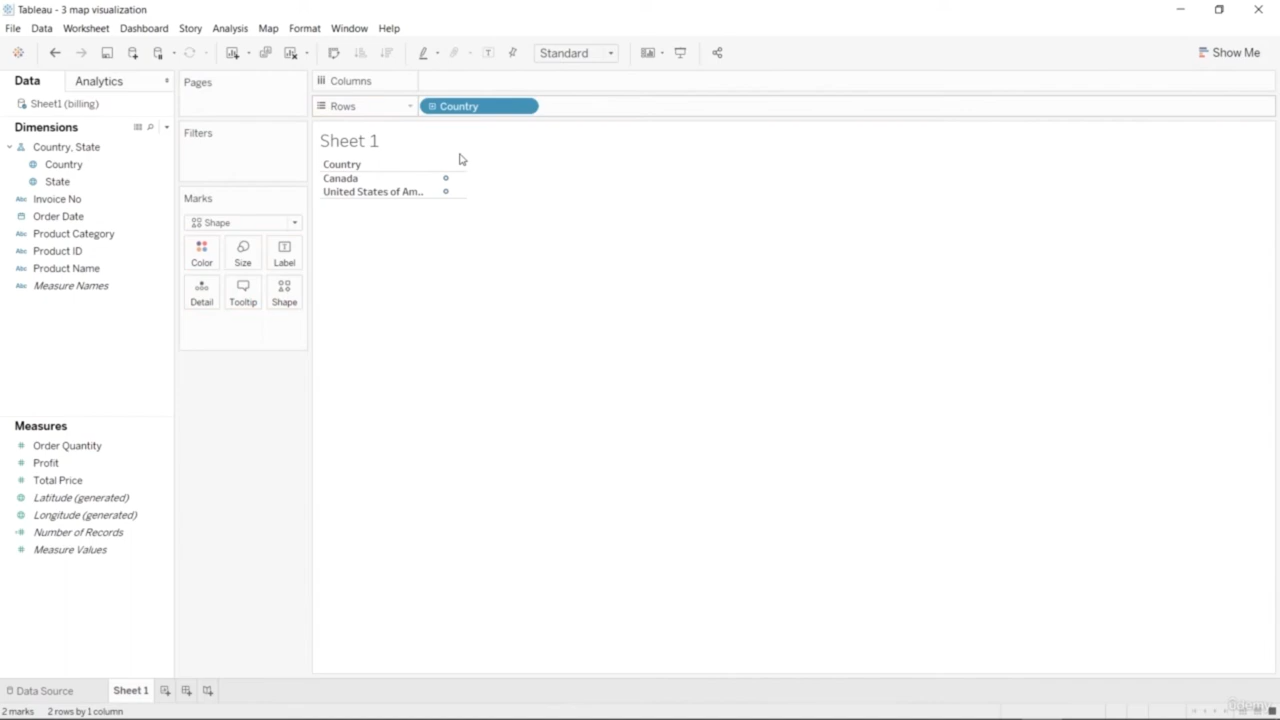 Tableau - 3 map visualization
File Data Worksheet Dashboard Story Analysis Map Format Window Help
Standard
Show Me
Data Analytics
Pages
Columns
Sheet1 (billing)
Rows
Country
Dimensions
Filters
Country, State
Country
State
Invoice No
Order Date
Product Category
Product ID
Product Name
Measure Names
Marks
Shape
Color Size Label
Detail Tooltip Shape
Sheet 1
Country
Canada
United States of Am..
Measures
Order Quantity
Profit
Total Price
Latitude (generated)
Longitude (generated)
Number of Records
Measure Values
Data Source Sheet 1
2 marks 2 rows by 1 column